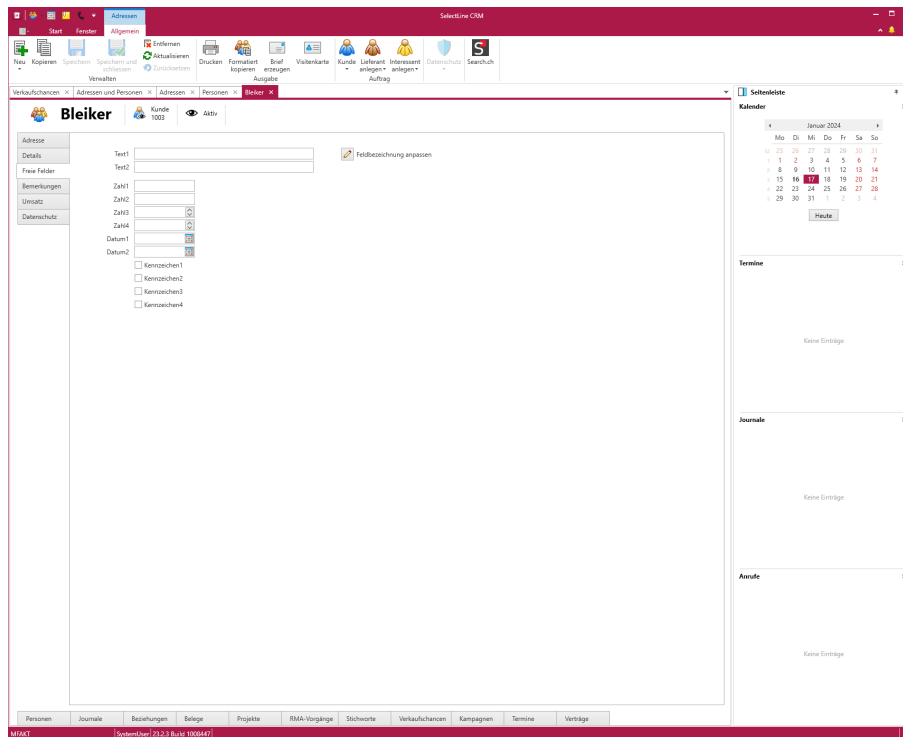 Adressen
SelectLine CRM
Start Fenster Allgemein
Neu Kopieren Speichern Speichern und schliessen Entfernen Aktualisieren Zurücksetzen
Drucken Formatiert kopieren Brief erzeugen Visitenkarte
Kunde Lieferant anlegen Interessent anlegen Datenschutz Search.ch
Verwalten Ausgabe Auftrag
Verkaufschancen × Adressen und Personen × Adressen × Personen × Bleiker ×
Bleiker
Kunde
1003
Aktiv
Adresse
Details
Freie Felder
Bemerkungen
Umsatz
Datenschutz
Text1
Feldbezeichnung anpassen
Text2
Zahl1
Zahl2
Zahl3
Zahl4
Datum1
Datum2
Kennzeichen1
Kennzeichen2
Kennzeichen3
Kennzeichen4
Seitenleiste
Kalender
Januar 2024
Mo Di Mi Do Fr Sa So
25 26 27 28 29 30 31
1 2 3 4 5 6 7
8 9 10 11 12 13 14
15 16 17 18 19 20 21
22 23 24 25 26 27 28
29 30 31 1 2 3 4
Heute
Termine
Keine Einträge
Journale
Keine Einträge
Anrufe
Keine Einträge
Personen Journale Beziehungen Belege Projekte RMA-Vorgänge Stichworte Verkaufschancen Kampagnen Termine Verträge
MFAKT SystemUser 23.2.3 Build 1008447